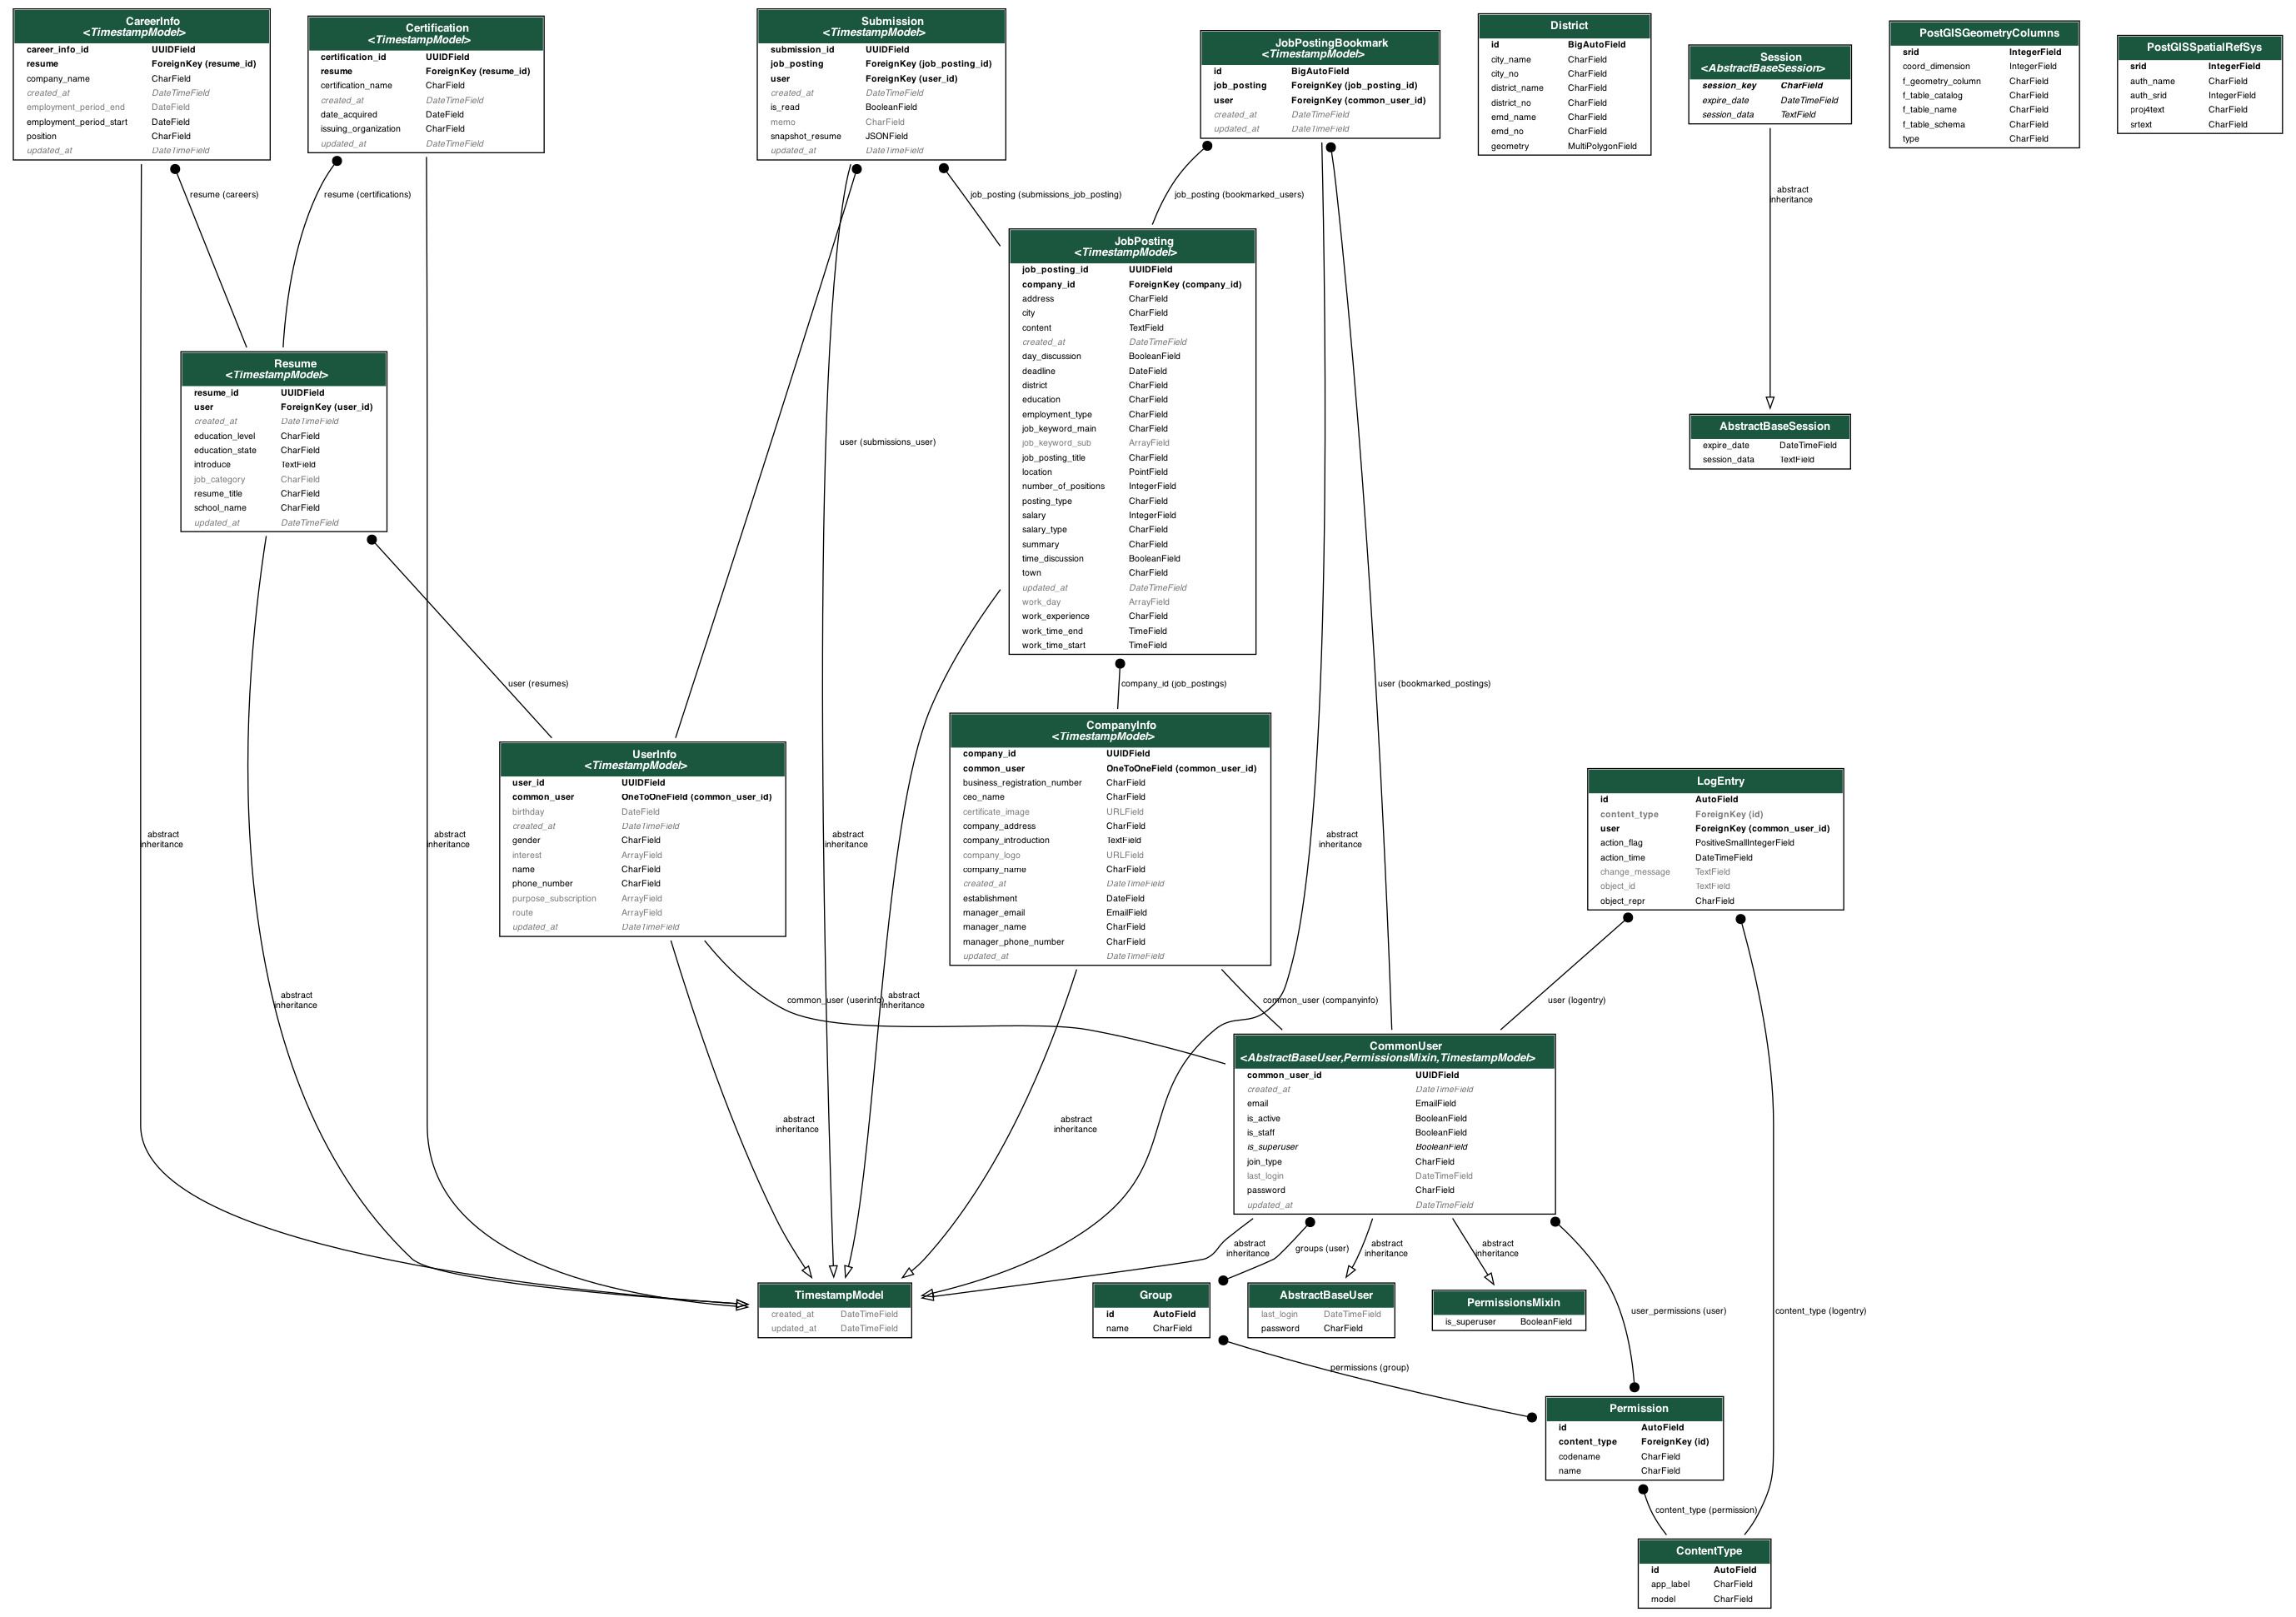 CareerInfo
<TimestampModel>
career_info_id UUIDField
resume ForeignKey (resume_id)
company_name CharField
created_at DateTimeField
employment_period_end DateField
employment_period_start DateField
position CharField
updated_at DateTimeField
Certification
<TimestampModel>
certification_id UUIDField
resume ForeignKey (resume_id)
certification_name CharField
created_at DateTimeField
date_acquired DateField
issuing_organization CharField
updated_at DateTimeField
Submission
<TimestampModel>
submission_id UUIDField
job_posting ForeignKey (job_posting_id)
user ForeignKey (user_id)
created_at DateTimeField
is_read BooleanField
memo CharField
snapshot_resume JSONField
updated_at DateTimeField
JobPostingBookmark
<TimestampModel>
id BigAutoField
job_posting ForeignKey (job_posting_id)
user ForeignKey (common_user_id)
created_at DateTimeField
updated_at DateTimeField
District
id BigAutoField
city_name CharField
city_no CharField
district_name CharField
district_no CharField
emd_name CharField
emd_no CharField
geometry MultiPolygonField
Session
<AbstractBaseSession>
session_key CharField
expire_date DateTimeField
session_data TextField
PostGISGeometryColumns
srid IntegerField
coord_dimension IntegerField
f_geometry_column CharField
f_table_catalog CharField
f_table_name CharField
f_table_schema CharField
type CharField
PostGISSpatialRefSys
srid IntegerField
auth_name CharField
auth_srid IntegerField
proj4text CharField
srtext CharField
resume (careers)
resume (certifications)
job_posting (submissions_job_posting)
job_posting (bookmarked_users)
abstract
inheritance
JobPosting
<TimestampModel>
job_posting_id UUIDField
company_id ForeignKey (company_id)
address CharField
city CharField
content TextField
created_at DateTimeField
day_discussion BooleanField
deadline DateField
district CharField
education CharField
employment_type CharField
job_keyword_main CharField
job_keyword_sub ArrayField
job_posting_title CharField
location PointField
number_of_positions IntegerField
posting_type CharField
salary IntegerField
salary_type CharField
summary CharField
time_discussion BooleanField
town CharField
updated_at DateTimeField
work_day ArrayField
work_experience CharField
work_time_end TimeField
work_time_start TimeField
Resume
<TimestampModel>
resume_id UUIDField
user ForeignKey (user_id)
created_at DateTimeField
education_level CharField
education_state CharField
introduce TextField
job_category CharField
resume_title CharField
school_name CharField
updated_at DateTimeField
user (submissions_user)
AbstractBaseSession
expire_date DateTimeField
session_data TextField
user (resumes)
company_id (job_postings)
user (bookmarked_postings)
UserInfo
<TimestampModel>
user_id UUIDField
common_user OneToOneField (common_user_id)
birthday DateField
created_at DateTimeField
gender CharField
interest ArrayField
name CharField
phone_number CharField
purpose_subscription ArrayField
route ArrayField
updated_at DateTimeField
CompanyInfo
<TimestampModel>
company_id UUIDField
common_user OneToOneField (common_user_id)
business_registration_number CharField
ceo_name CharField
certificate_image URLField
company_address CharField
company_introduction TextField
company_logo URLField
company_name CharField
created_at DateTimeField
establishment DateField
manager_email EmailField
manager_name CharField
manager_phone_number CharField
updated_at DateTimeField
LogEntry
id AutoField
content_type ForeignKey (id)
user ForeignKey (common_user_id)
action_flag PositiveSmallIntegerField
action_time DateTimeField
change_message TextField
object_id TextField
object_repr CharField
abstract
inheritance
abstract
inheritance
abstract
inheritance
abstract
inheritance
abstract
inheritance
common_user (userinfo)
abstract
inheritance
common_user (companyinfo)
user (logentry)
CommonUser
<AbstractBaseUser,PermissionsMixin,TimestampModel>
common_user_id UUIDField
created_at DateTimeField
email EmailField
is_active BooleanField
is_staff BooleanField
is_superuser BooleanField
join_type CharField
last_login DateTimeField
password CharField
updated_at DateTimeField
abstract
inheritance
abstract
inheritance
abstract
inheritance
groups (user)
abstract
inheritance
abstract
inheritance
TimestampModel
created_at DateTimeField
updated_at DateTimeField
Group
id AutoField
name CharField
AbstractBaseUser
last_login DateTimeField
password CharField
PermissionsMixin
is_superuser BooleanField
user_permissions (user)
content_type (logentry)
permissions (group)
Permission
id AutoField
content_type ForeignKey (id)
codename CharField
name CharField
content_type (permission)
ContentType
id AutoField
app_label CharField
model CharField